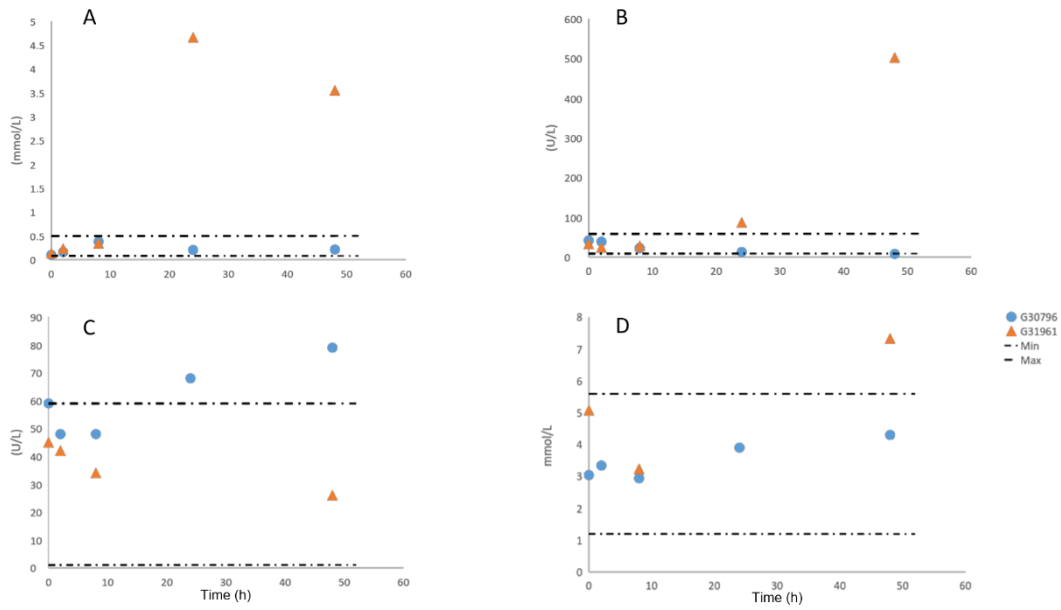 A
(mmol/L)
5
4.5
4
3.5
3
2.5
2
1.5
1
0.5
0
0 10 20 30 40 50 60
B
(U/L)
600
500
400
300
200
100
0
0 10 20 30 40 50 60
C
(U/L)
90
80
70
60
50
40
30
20
10
0
0 10 20 30 40 50 60
Time (h)
D
mmol/L
8
7
6
5
4
3
2
1
0
0 10 20 30 40 50 60
Time (h)
G30796
G31961
Min
Max